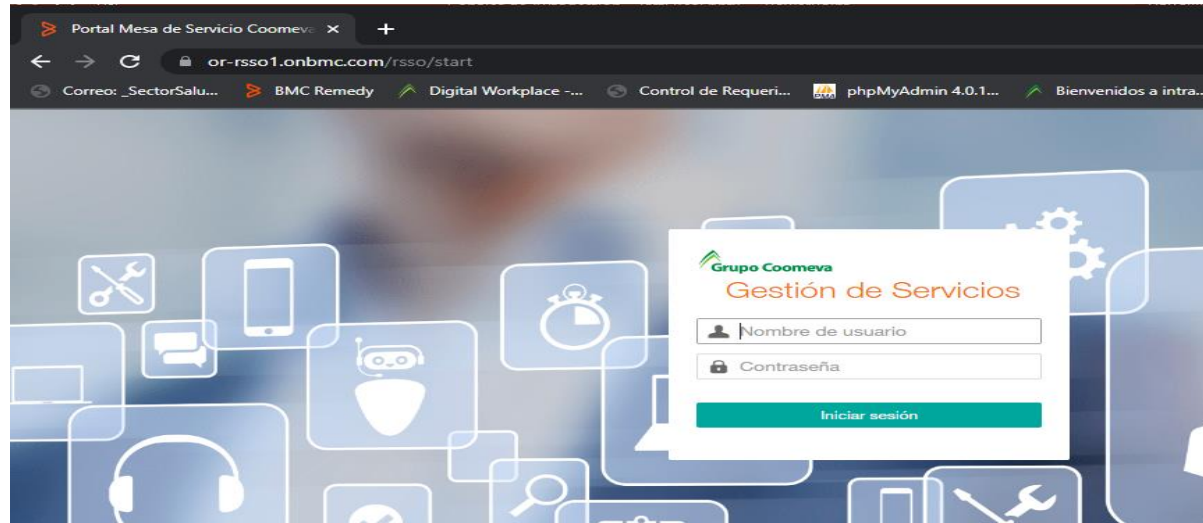 Portal Mesa de Servicio Coomeva
or-rsso1.onbmc.com/rsso/start
Correo: _SectorSalu... BMC Remedy Digital Workplace -... Control de Requeri... phpMyAdmin 4.0.1... Bienvenidos a intra...
Grupo Coomeva
Gestión de Servicios
Nombre de usuario
Contraseña
Iniciar sesión